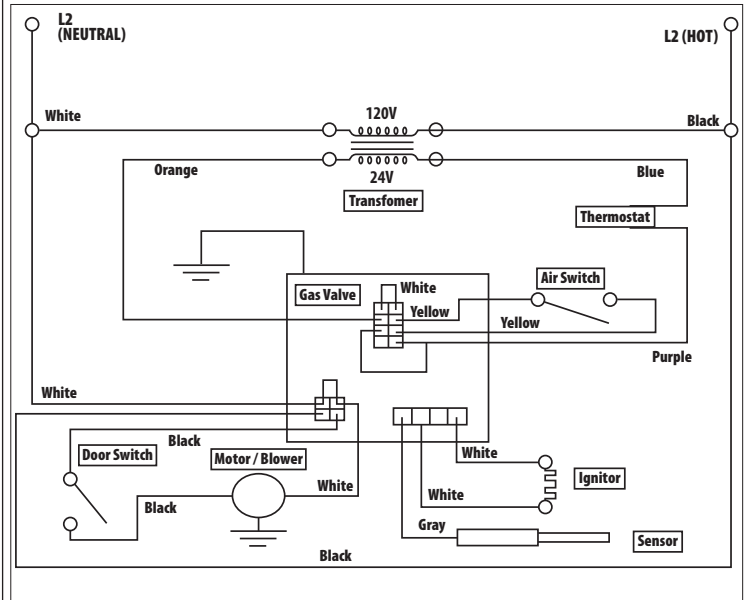 L2
(NEUTRAL)
L2 (HOT)
White
120V
Black
Orange
24V
Blue
Transfomer
Thermostat
Gas Valve
White
Air Switch
Yellow
Yellow
Purple
White
Black
Door Switch
Motor / Blower
White
Ignitor
Black
White
White
Gray
Sensor
Black